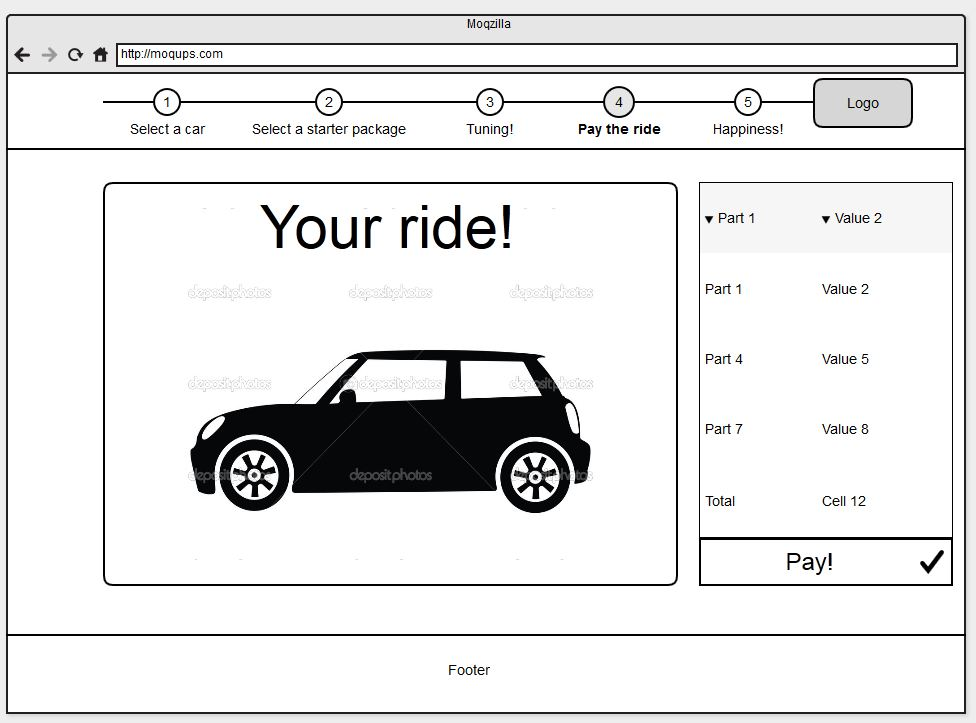 Moqzilla
http://moqups.com
1 2 3 4 5 Logo
Select a car Select a starter package Tuning! Pay the ride Happiness!
Your ride!
depositphotos depositphotos depositphotos
depositphotos depositphotos depositphotos
depositphotos depositphotos depositphotos
Part 1 Value 2
Part 1 Value 2
Part 4 Value 5
Part 7 Value 8
Total Cell 12
Pay!
Footer